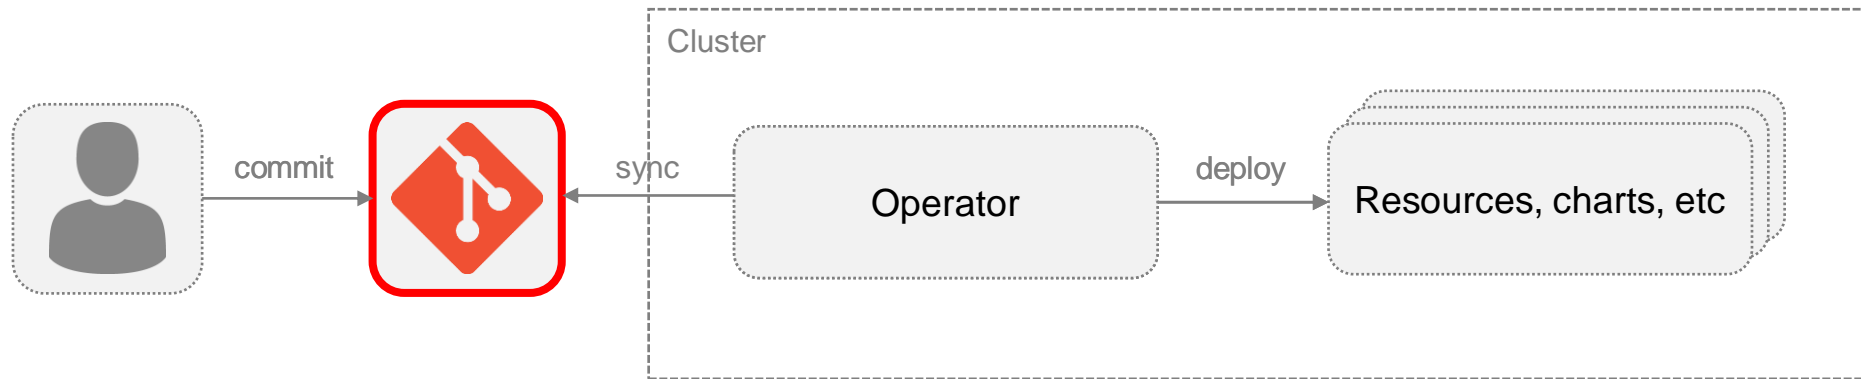 Cluster
commit
sync
Operator
deploy
Resources, charts, etc